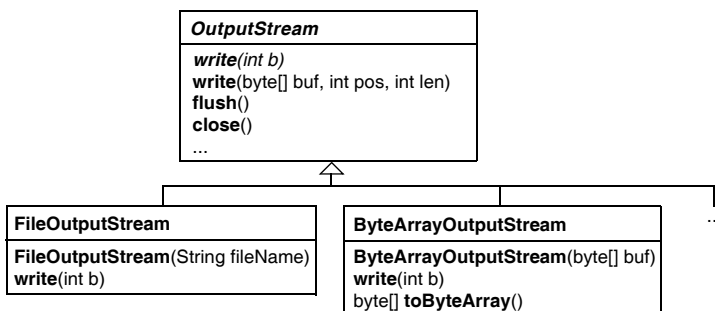 OutputStream
write(int b)
write(byte[] buf, int pos, int len)
flush()
close()
...
FileOutputStream
FileOutputStream(String fileName)
write(int b)
ByteArrayOutputStream
ByteArrayOutputStream(byte[] buf)
write(int b)
byte[] toByteArray()
..